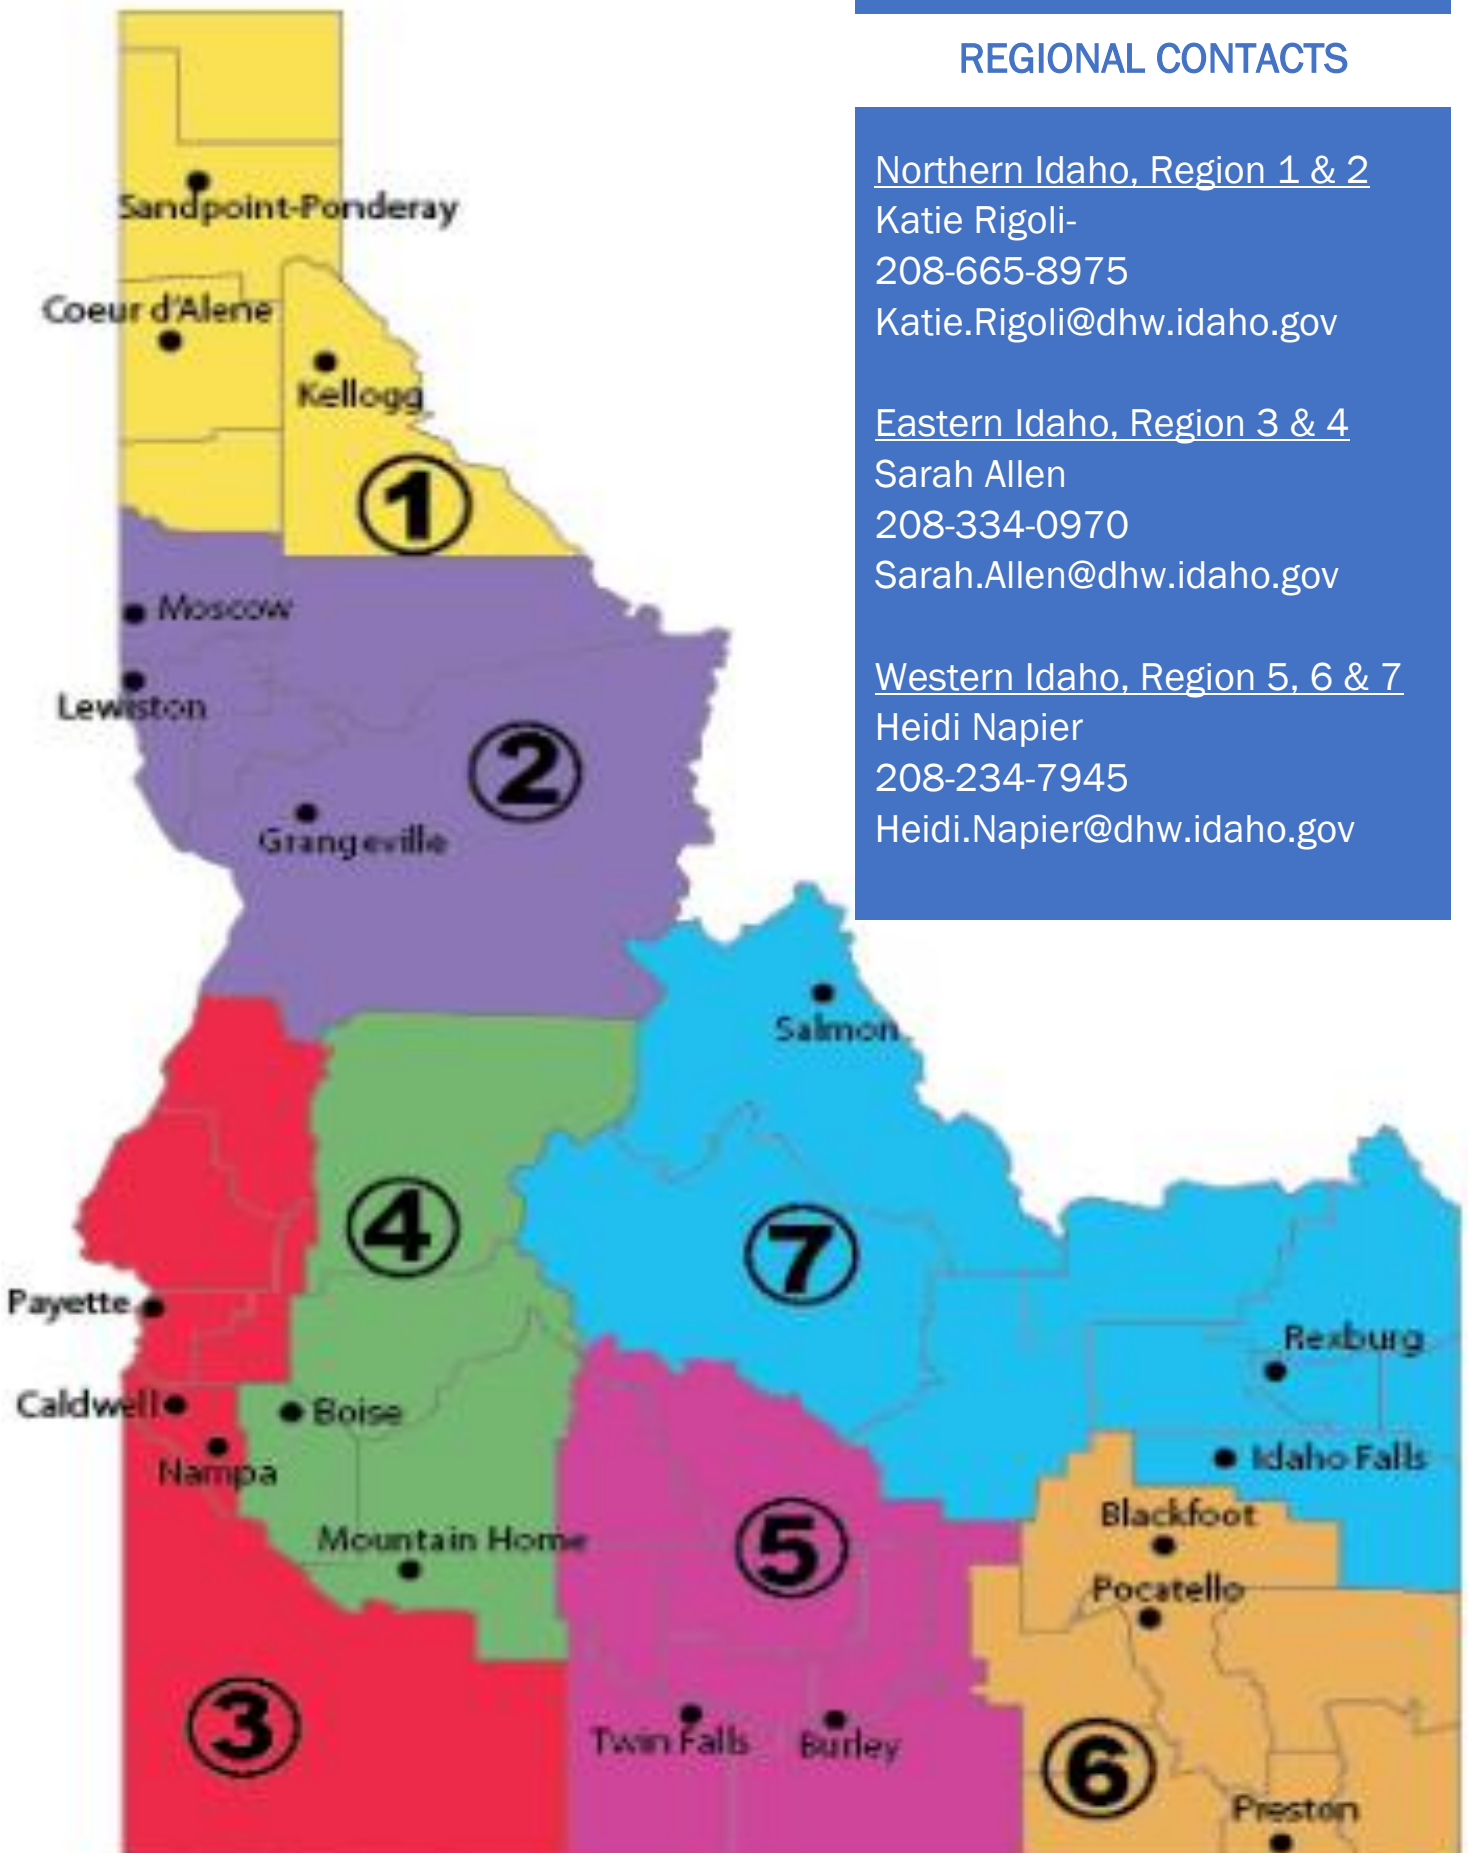 REGIONAL CONTACTS
Northern Idaho, Region 1 & 2
Katie Rigoli-
208-665-8975
Katie.Rigoli@dhw.idaho.gov
Eastern Idaho, Region 3 & 4
Sarah Allen
208-334-0970
Sarah.Allen@dhw.idaho.gov
Western Idaho, Region 5, 6 & 7
Heidi Napier
208-234-7945
Heidi.Napier@dhw.idaho.gov
Sandpoint-Ponderay
Coeur d'Alene
Kellogg
1
Moscow
Lewiston
2
Grangeville
Salmon
4
7
Payette
Rexburg
Caldwell
Boise
Idaho Falls
Nampa
Blackfoot
Mountain Home
5
Pocatello
3
Twin Falls
Burley
6
Preston